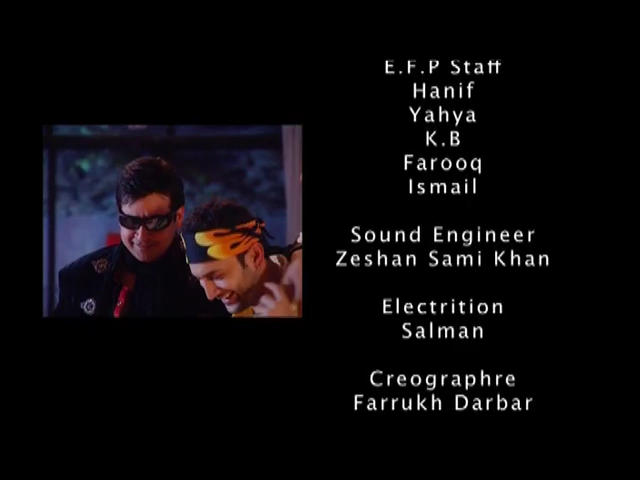 E.F.P Staff
Hanif
Yahya
K.B
Farooq
Ismail
Sound Engineer
Zeshan Sami Khan
Electrition
Salman
Creographre
Farrukh Darbar